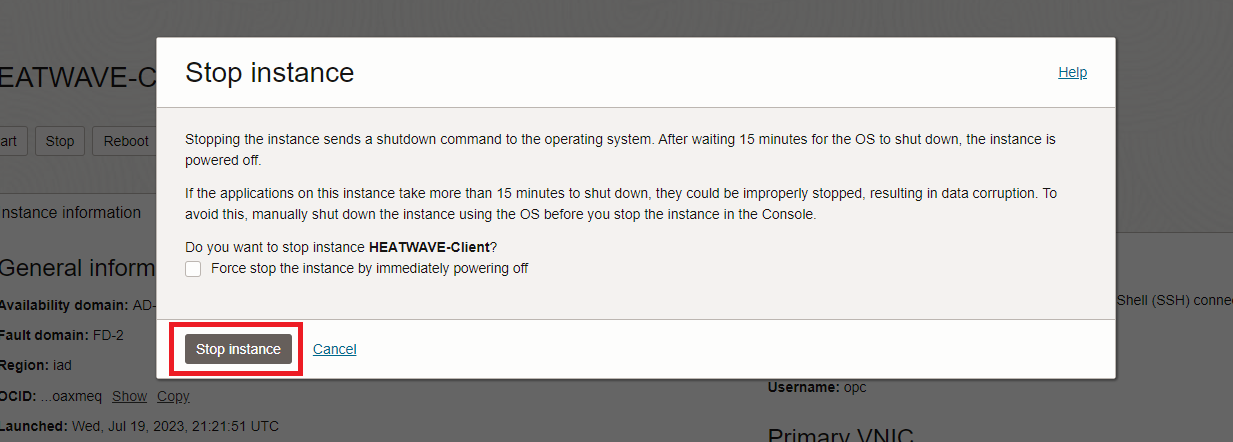 EATWAVE-C
Stop instance
Help
art
Stop
Reboot
Stopping the instance sends a shutdown command to the operating system. After waiting 15 minutes for the OS to shut down, the instance is
powered off.
If the applications on this instance take more than 15 minutes to shut down, they could be improperly stopped, resulting in data corruption. To
avoid this, manually shut down the instance using the OS before you stop the instance in the Console.
Do you want to stop instance HEATWAVE-Client?
Force stop the instance by immediately powering off
Stop instance
Cancel
nstance information
General inform
Availability domain: AD-
Fault domain: FD-2
Region: iad
OCID: ...oaxmeq Show Copy
Launched: Wed, Jul 19, 2023, 21:21:51 UTC
Shell (SSH) conne
Username: opc
Primary VNIC